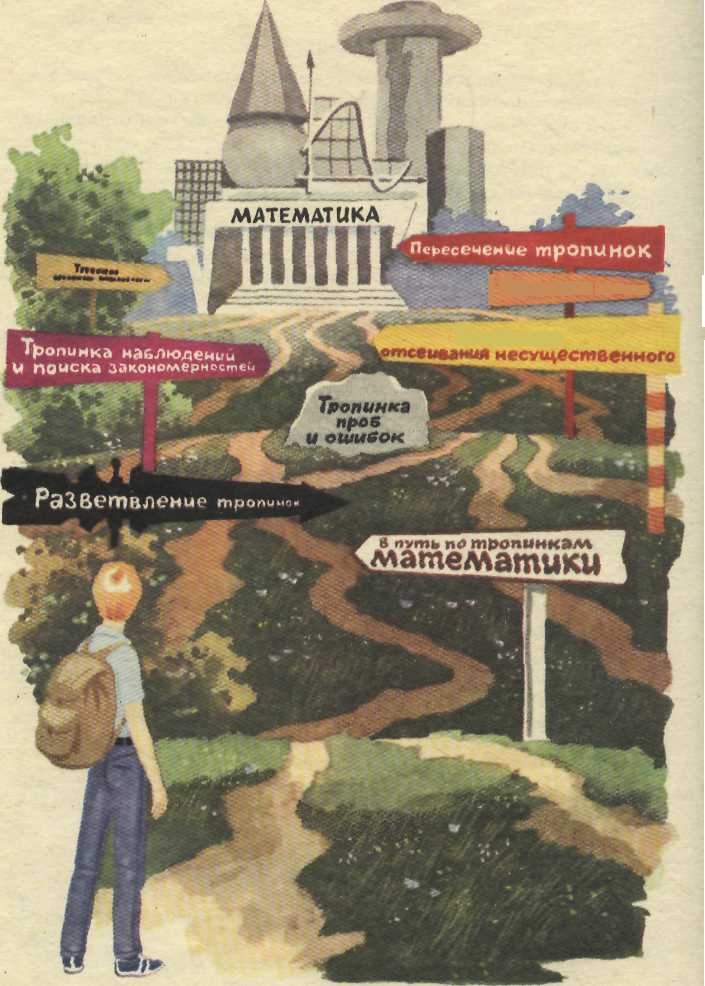 МАТЕМАТИКА
Пересечение тропинок
Тропинка наблюдений
и поиска закономерностей
отсеивания несущественного
Тропинка
проб
и ошибок
Разветвление тропинок
в путь по тропинкам
математики